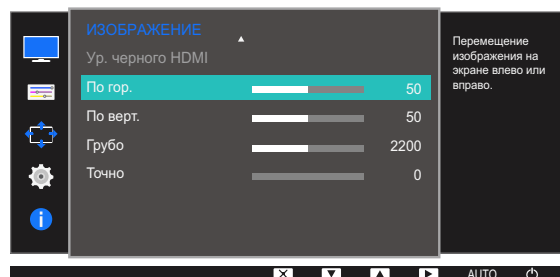 ИЗОБРАЖЕНИЕ
Ур. черного HDMI
По гор. 50
По верт. 50
Грубо 2200
Точно 0
Перемещение
изображения на
экране влево или
вправо.
AUTO